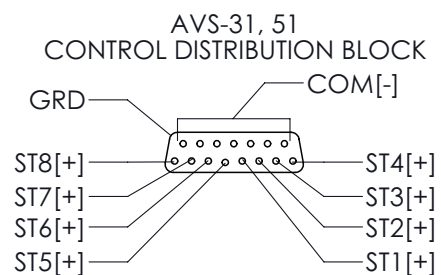 AVS-31, 51
CONTROL DISTRIBUTION BLOCK
COM[-]
GRD
ST8[+]
ST4[+]
ST7[+]
ST3[+]
ST6[+]
ST2[+]
ST5[+]
ST1[+]